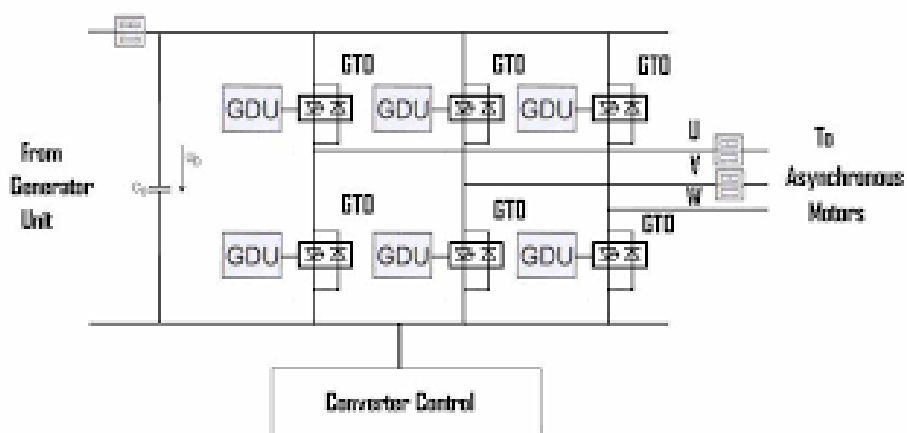 GTO GTO GTO
GDU GDU GDU
U
V
W
From
Generator
Unit
To
Asynchronous
Motors
GTO GTO GTO
GDU GDU GDU
Converter Control